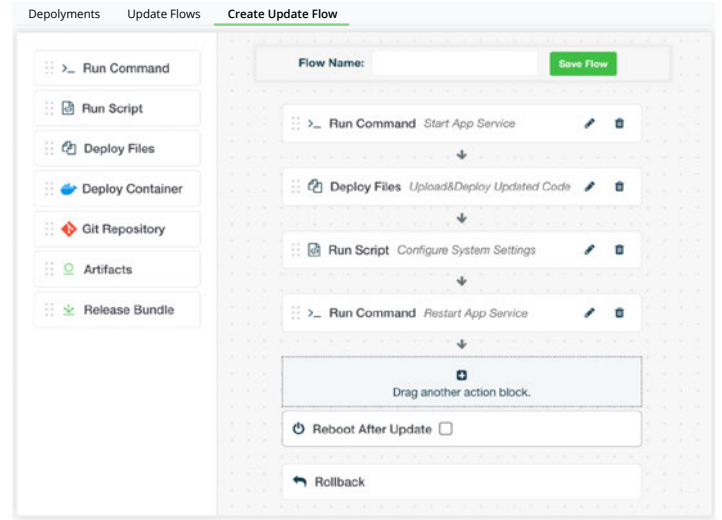 Depolyments Update Flows Create Update Flow
Flow Name: Save Flow
>_ Run Command
Run Script
Deploy Files
Deploy Container
Git Repository
Artifacts
Release Bundle
>_ Run Command Start App Service
Deploy Files Upload&Deploy Updated Code
Run Script Configure System Settings
>_ Run Command Restart App Service
Drag another action block.
Reboot After Update
Rollback